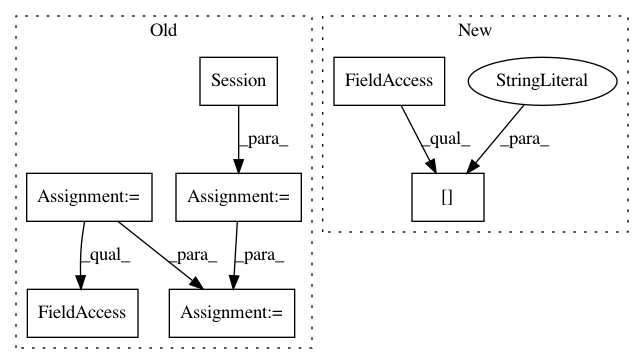 Old
New
Session
FieldAccess
StringLiteral
_para_
_qual_
_para_
Assignment:=
Assignment:=
[]
_qual_
_para_
_para_
FieldAccess
Assignment:=